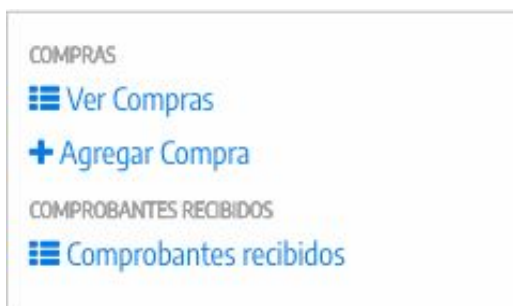 COMPRAS
Ver Compras
Agregar Compra
COMPROBANTES RECIBIDOS
Comprobantes recibidos